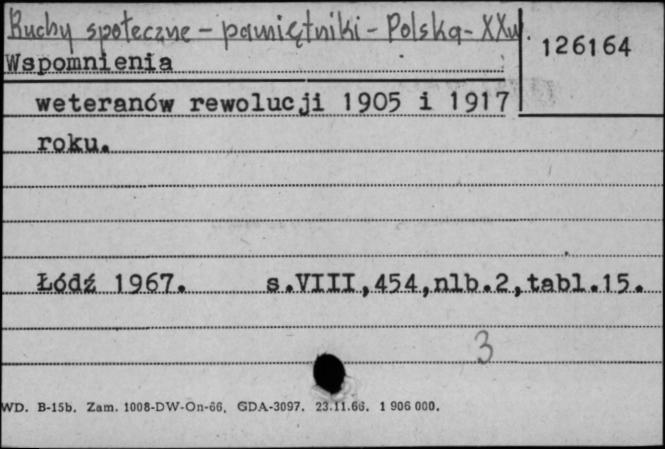 Ruchy społeczne - pamiętniki - Polska - XX w.
126164
Wspomnienia
weteranów rewolucji 1905 i 1917
roku.
Łódź 1967. s.VIII,454,nlb.2,tabl.15.
3
WD. B-15b. Zam. 1008-DW-On-66. GDA-3097. 23.11.66. 1 906 000.